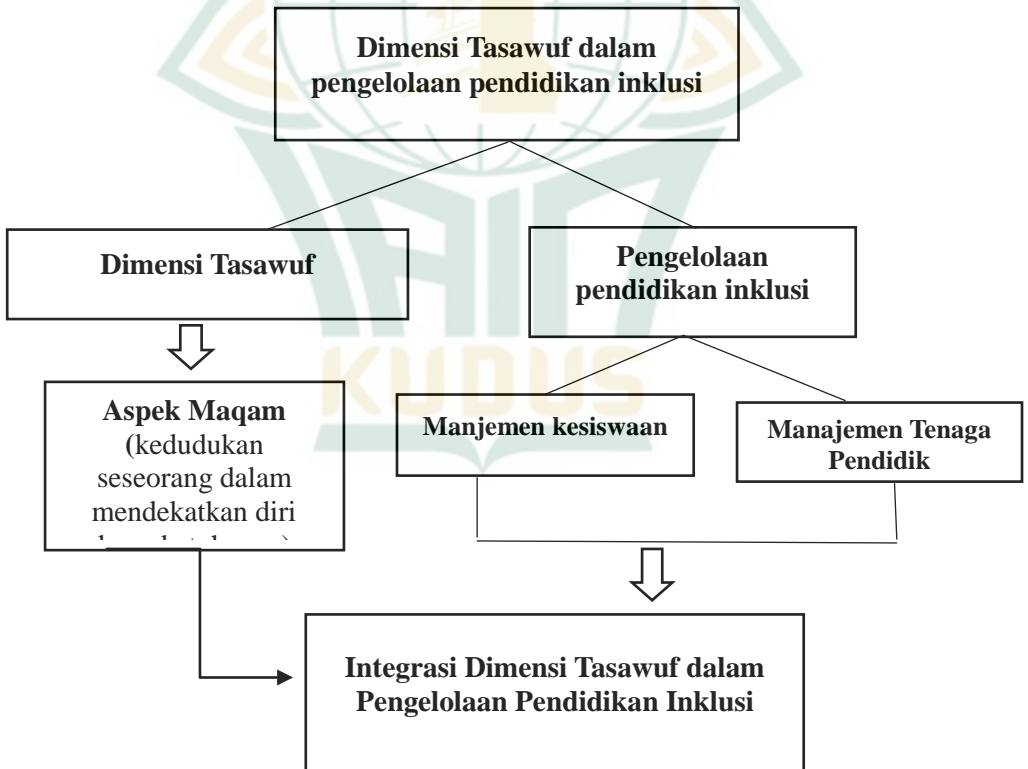 Dimensi Tasawuf dalam
pengelolaan pendidikan inklusi
Dimensi Tasawuf
Pengelolaan
pendidikan inklusi
Aspek Maqam
(kedudukan
seseorang dalam
mendekatkan diri
Manjemen kesiswaan
Manajemen Tenaga
Pendidik
KUDUS
Integrasi Dimensi Tasawuf dalam
Pengelolaan Pendidikan Inklusi